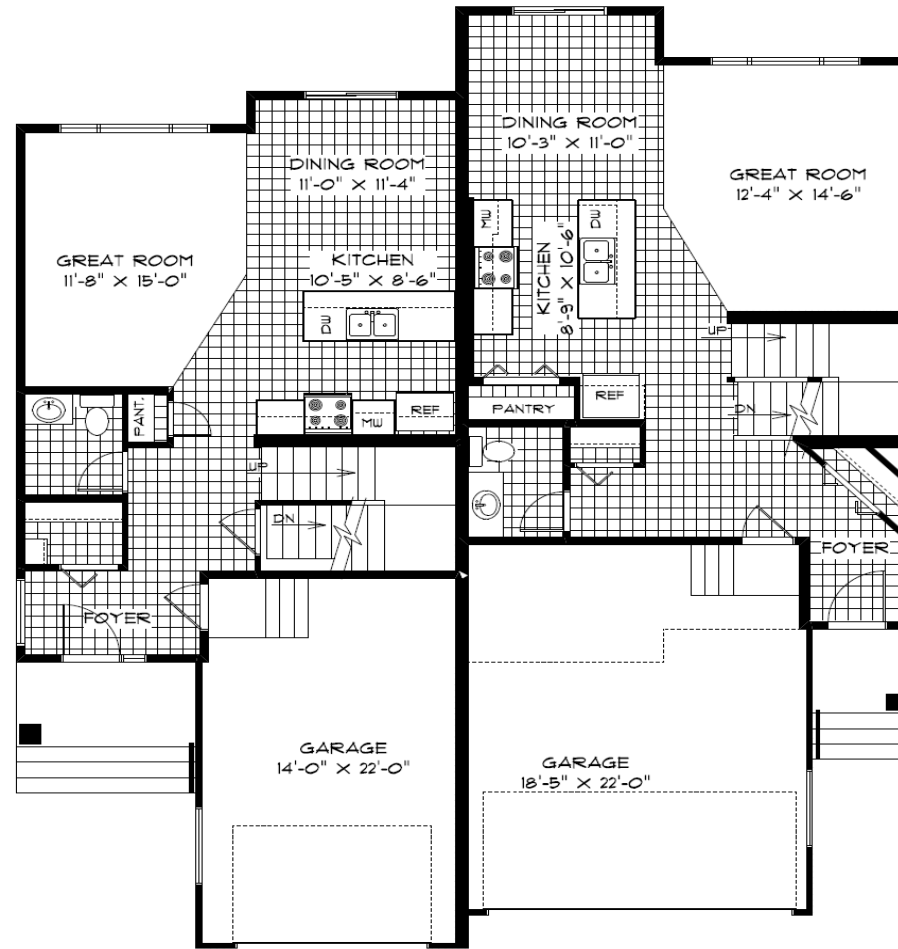 DINING ROOM
10'-3" X 11'-0"
DINING ROOM
11'-0" X 11'-4"
GREAT ROOM
12'-4" X 14'-6"
MW
DW
KITCHEN
8'-9" X 10'-6"
GREAT ROOM
11'-8" X 15'-0"
KITCHEN
10'-5" X 8'-6"
DW
UP
PANT.
MW
REF
PANTRY
REF
DN
UP
DN
FOYER
FOYER
GARAGE
14'-0" X 22'-0"
GARAGE
18'-5" X 22'-0"